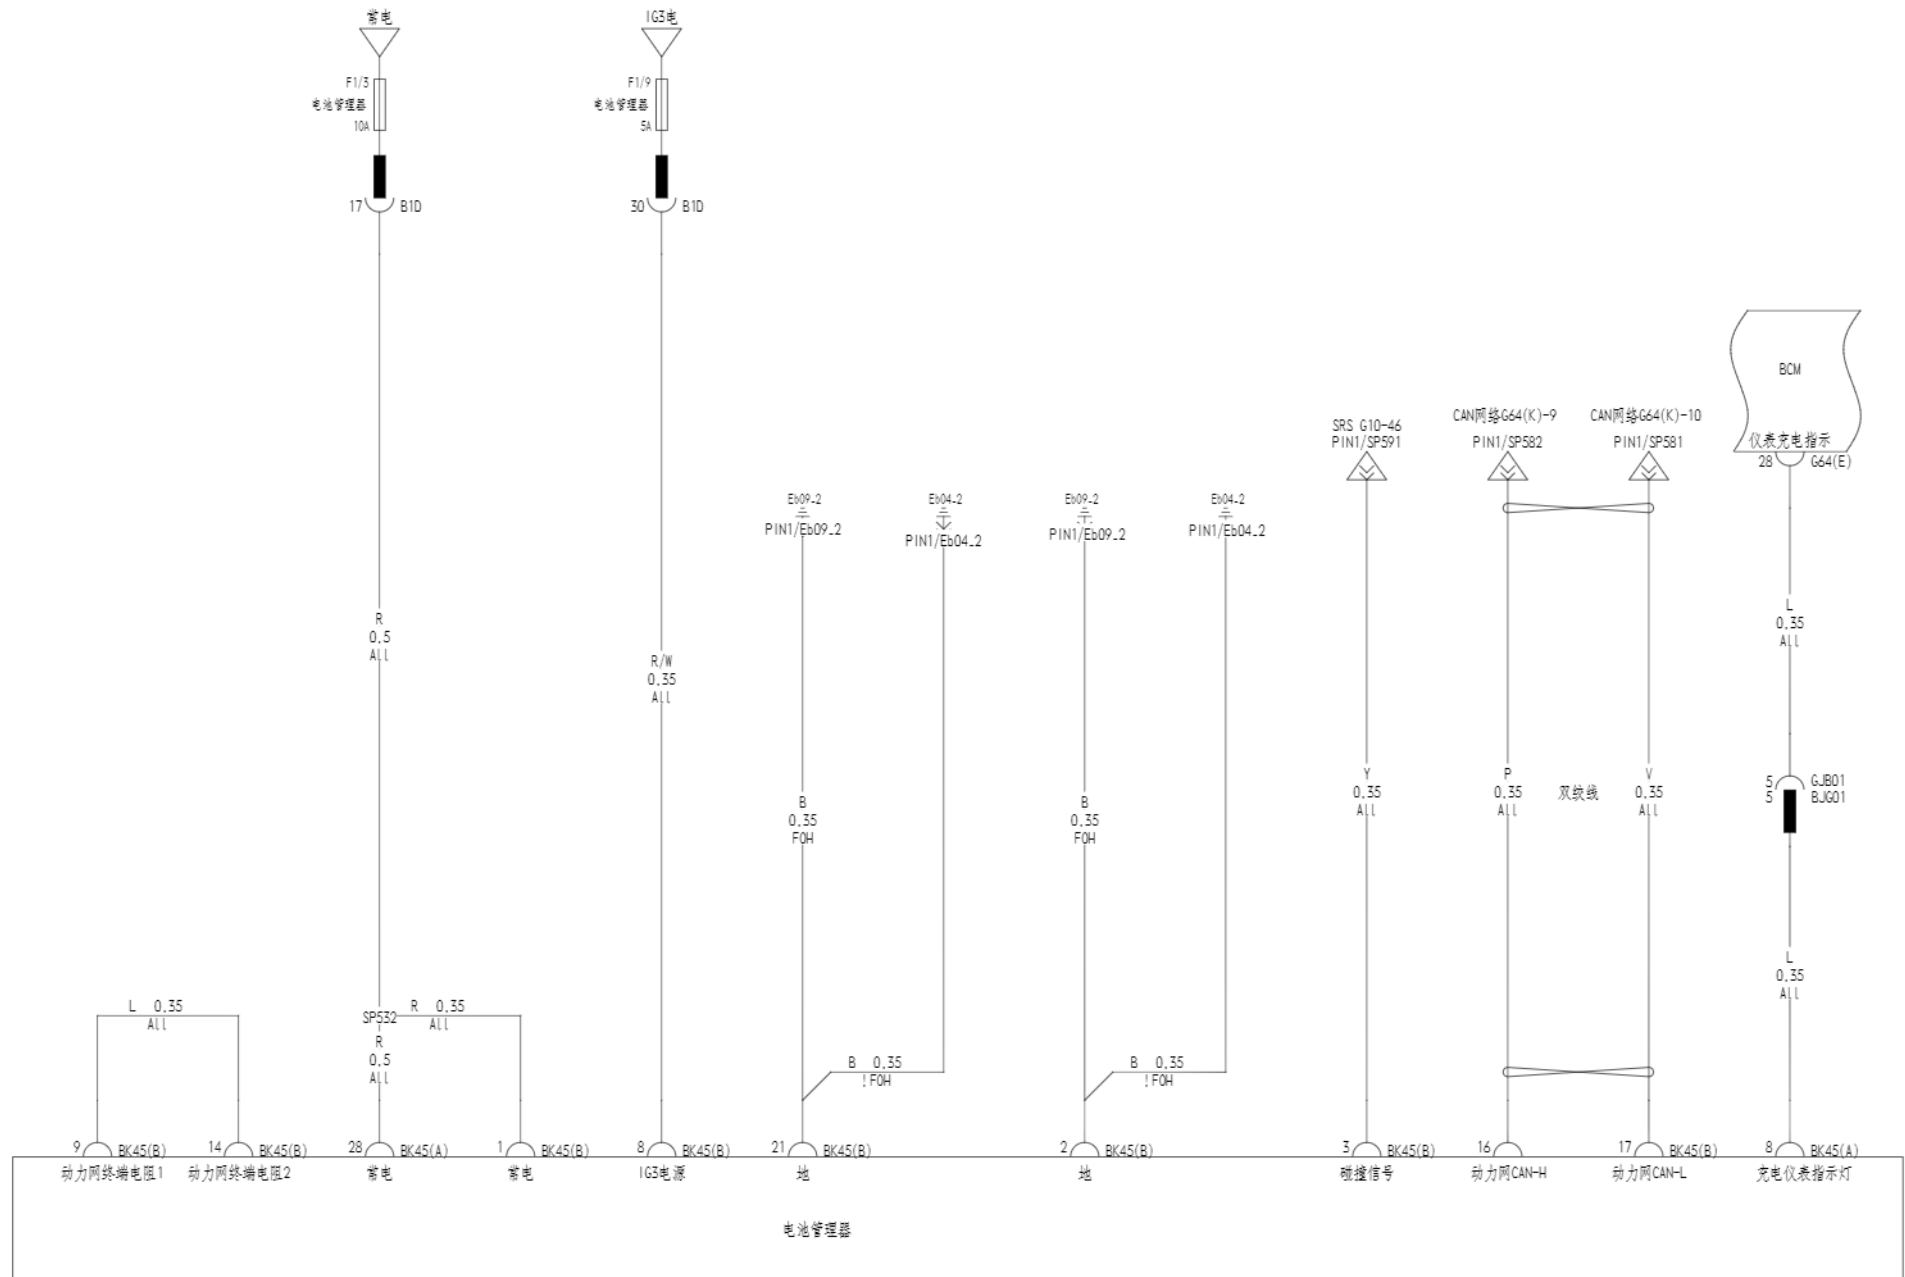 常电
IG3电
F1/3
电池管理器
10A
F1/9
电池管理器
5A
17
B1D
30
B1D
BCM
仪表充电指示
28
G64(E)
SRS G10-46
PIN1/SP591
CAN网络G64(K)-9
PIN1/SP582
CAN网络G64(K)-10
PIN1/SP581
Eb09_2
PIN1/Eb09_2
Eb04_2
PIN1/Eb04_2
Eb09_2
PIN1/Eb09_2
Eb04_2
PIN1/Eb04_2
R
0.5
All
R/W
0.35
All
L
0.35
All
B
0.35
F0H
B
0.35
F0H
Y
0.35
All
P
0.35
All
双绞线
V
0.35
All
5
GJB01
5
BJG01
L
0.35
All
L 0.35
All
SP532
R 0.35
All
R
0.5
All
B 0.35
!F0H
B 0.35
!F0H
9
BK45(B)
动力网终端电阻1
14
BK45(B)
动力网终端电阻2
28
BK45(A)
常电
1
BK45(B)
常电
8
BK45(B)
IG3电源
21
BK45(B)
地
2
BK45(B)
地
3
BK45(B)
碰撞信号
16
动力网CAN-H
17
BK45(B)
动力网CAN-L
8
BK45(A)
充电仪表指示灯
电池管理器